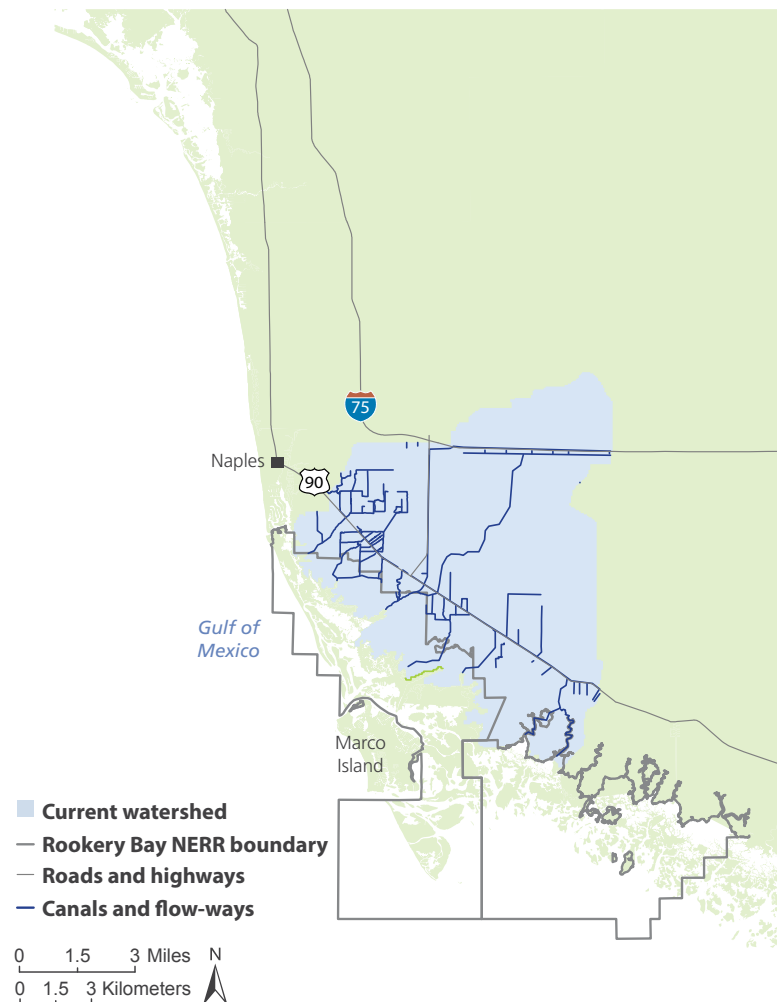 75
Naples
90
Gulf of
Mexico
Marco
Island
Current watershed
Rookery Bay NERR boundary
Roads and highways
Canals and flow-ways
0 1.5 3 Miles N
0 1.5 3 Kilometers